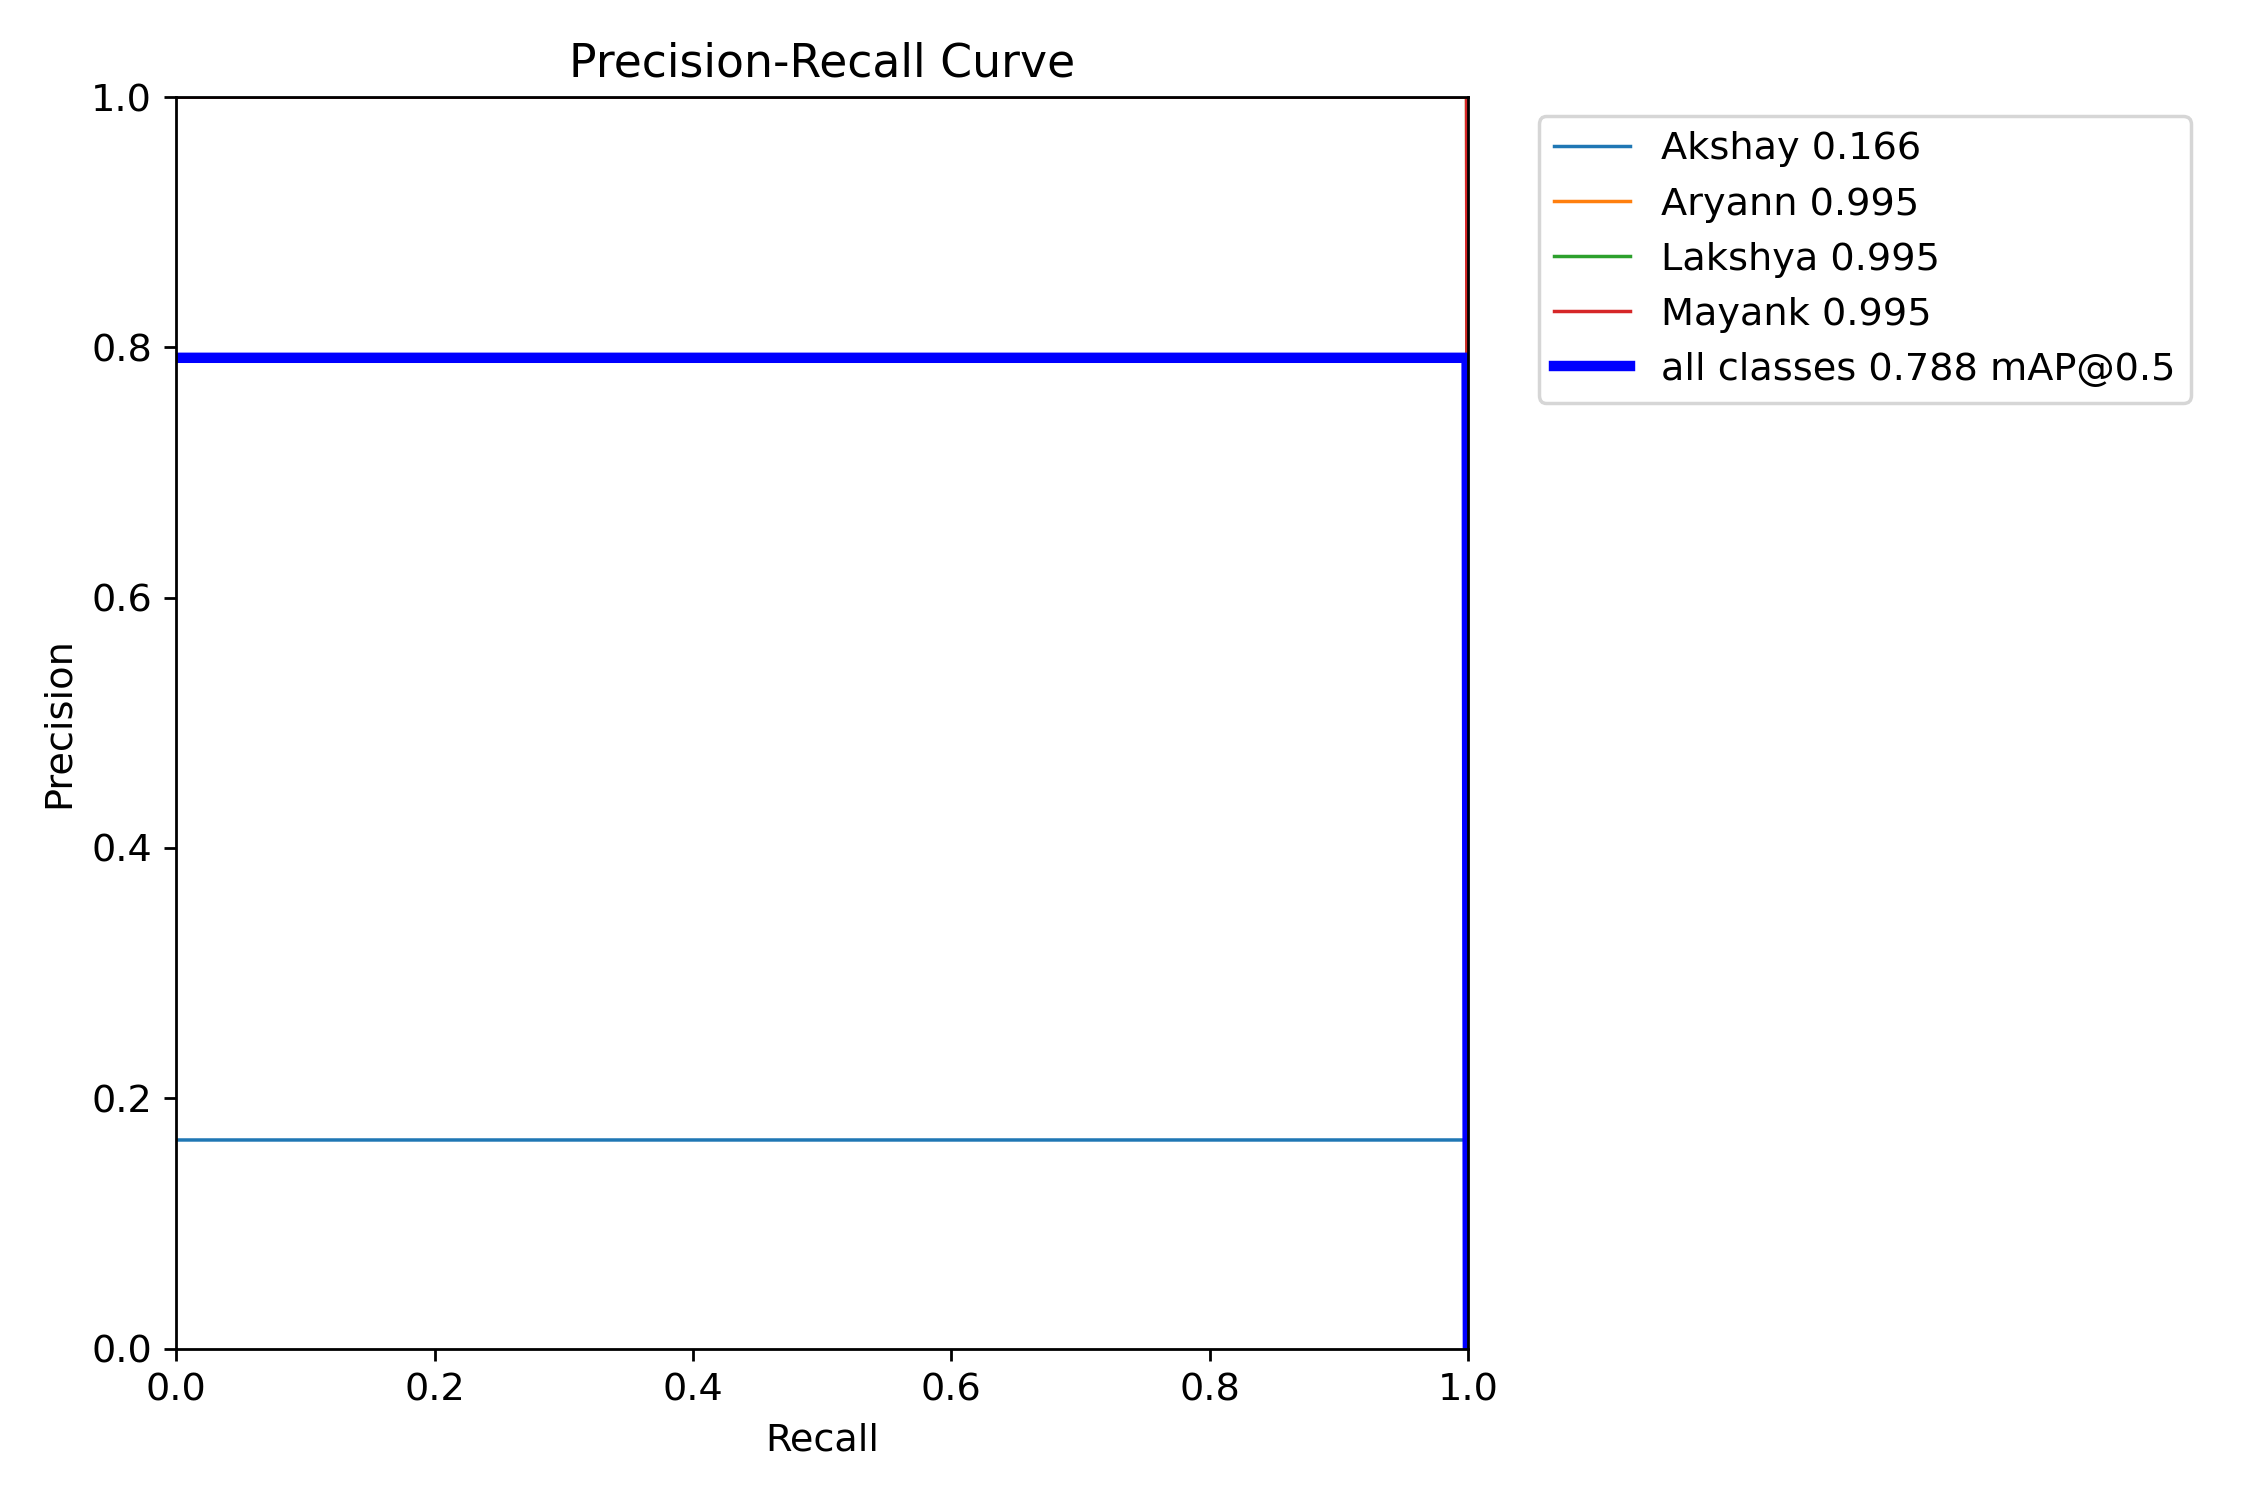 Precision-Recall Curve
1.0
0.8
0.6
0.4
0.2
0.0
Precision
0.0 0.2 0.4 0.6 0.8 1.0
Recall
Akshay 0.166
Aryann 0.995
Lakshya 0.995
Mayank 0.995
all classes 0.788 mAP@0.5